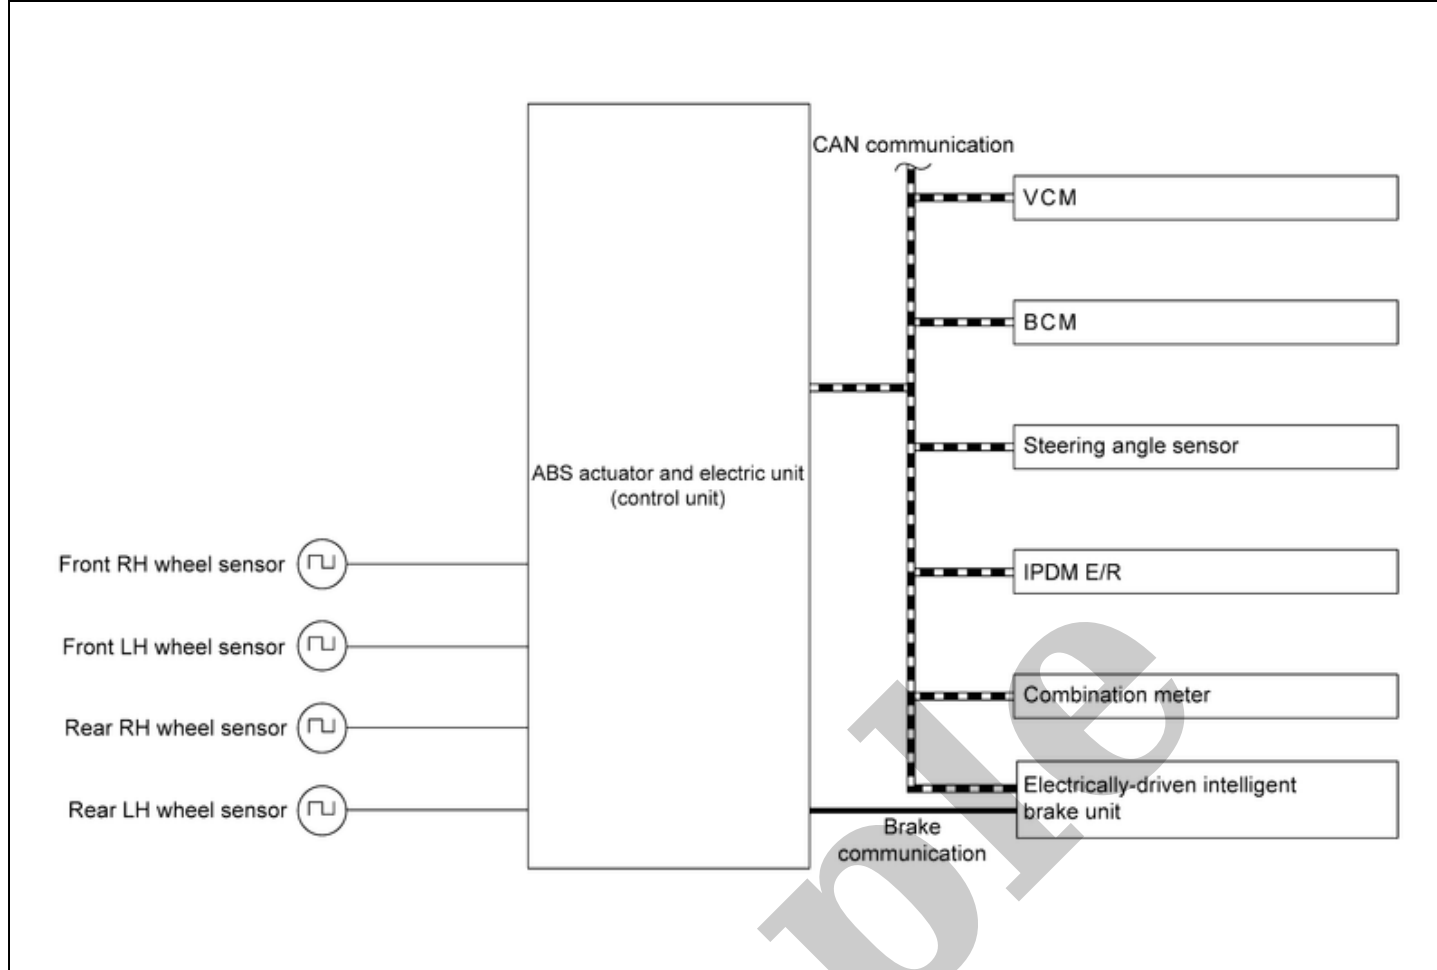 CAN communication
VCM
BCM
Steering angle sensor
ABS actuator and electric unit
(control unit)
IPDM E/R
Front RH wheel sensor
Front LH wheel sensor
Rear RH wheel sensor
Rear LH wheel sensor
Combination meter
Electrically-driven intelligent
brake unit
Brake
communication
ple